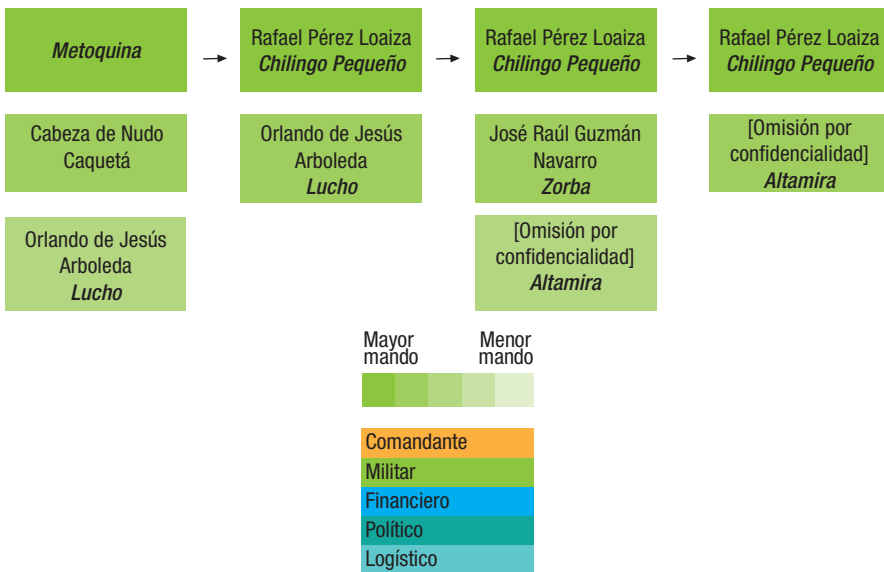 Metoquina
Rafael Pérez Loaiza
Chilingo Pequeño
Rafael Pérez Loaiza
Chilingo Pequeño
Rafael Pérez Loaiza
Chilingo Pequeño
Cabeza de Nudo
Caquetá
Orlando de Jesús
Arboleda
Lucho
José Raúl Guzmán
Navarro
Zorba
[Omisión por
confidencialidad]
Altamira
Orlando de Jesús
Arboleda
Lucho
[Omisión por
confidencialidad]
Altamira
Mayor
mando
Menor
mando
Comandante
Militar
Financiero
Político
Logístico